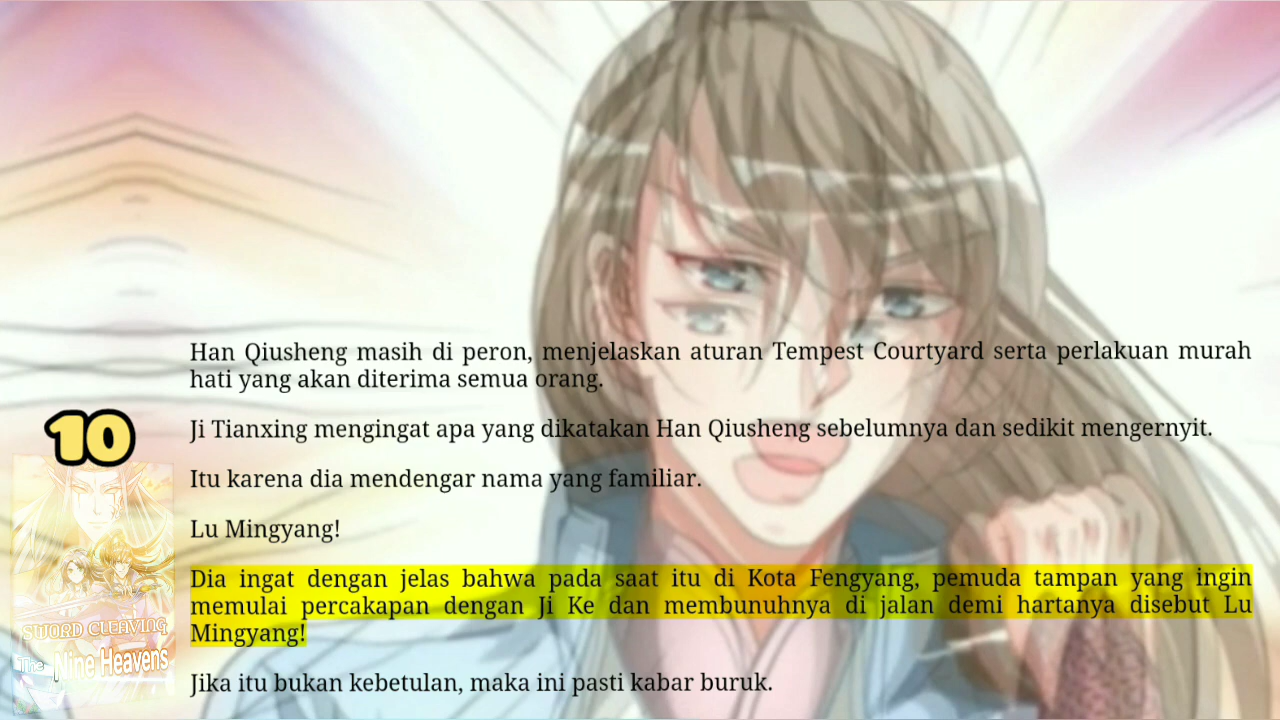 Han Qiusheng masih di peron, menjelaskan aturan Tempest Courtyard serta perlakuan murah
hati yang akan diterima semua orang.
Ji Tianxing mengingat apa yang dikatakan Han Qiusheng sebelumnya dan sedikit mengernyit.
Itu karena dia mendengar nama yang familiar.
Lu Mingyang!
Dia ingat dengan jelas bahwa pada saat itu di Kota Fengyang, pemuda tampan yang ingin
memulai percakapan dengan Ji Ke dan membunuhnya di jalan demi hartanya disebut Lu
Mingyang!
Jika itu bukan kebetulan, maka ini pasti kabar buruk.
10
SWORD CLEAVING
The Nine Heavens